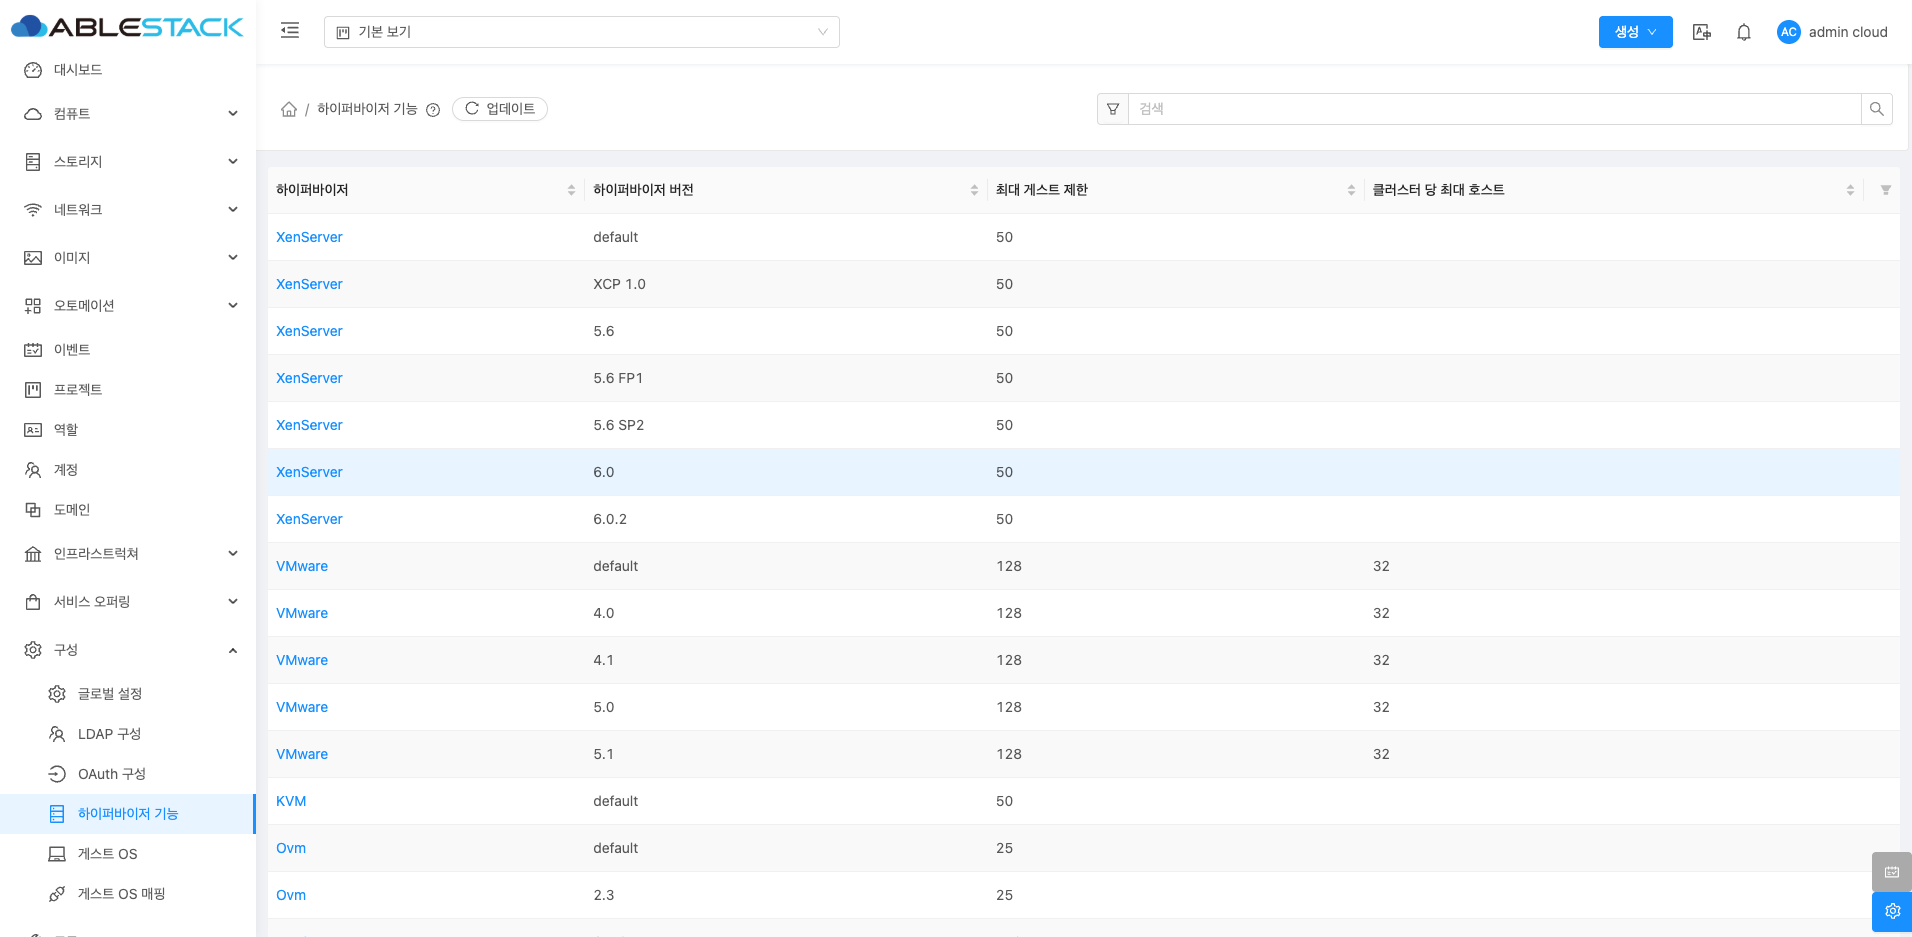 ABLESTACK
기본 보기
생성
AC
admin cloud
대시보드
컴퓨트
스토리지
네트워크
이미지
오토메이션
이벤트
프로젝트
역할
계정
도메인
인프라스트럭쳐
서비스 오퍼링
구성
글로벌 설정
LDAP 구성
OAuth 구성
하이퍼바이저 기능
게스트 OS
게스트 OS 매핑
/ 하이퍼바이저 기능
업데이트
검색
하이퍼바이저 하이퍼바이저 버전 최대 게스트 제한 클러스터 당 최대 호스트
XenServer default 50
XenServer XCP 1.0 50
XenServer 5.6 50
XenServer 5.6 FP1 50
XenServer 5.6 SP2 50
XenServer 6.0 50
XenServer 6.0.2 50
VMware default 128 32
VMware 4.0 128 32
VMware 4.1 128 32
VMware 5.0 128 32
VMware 5.1 128 32
KVM default 50
Ovm default 25
Ovm 2.3 25